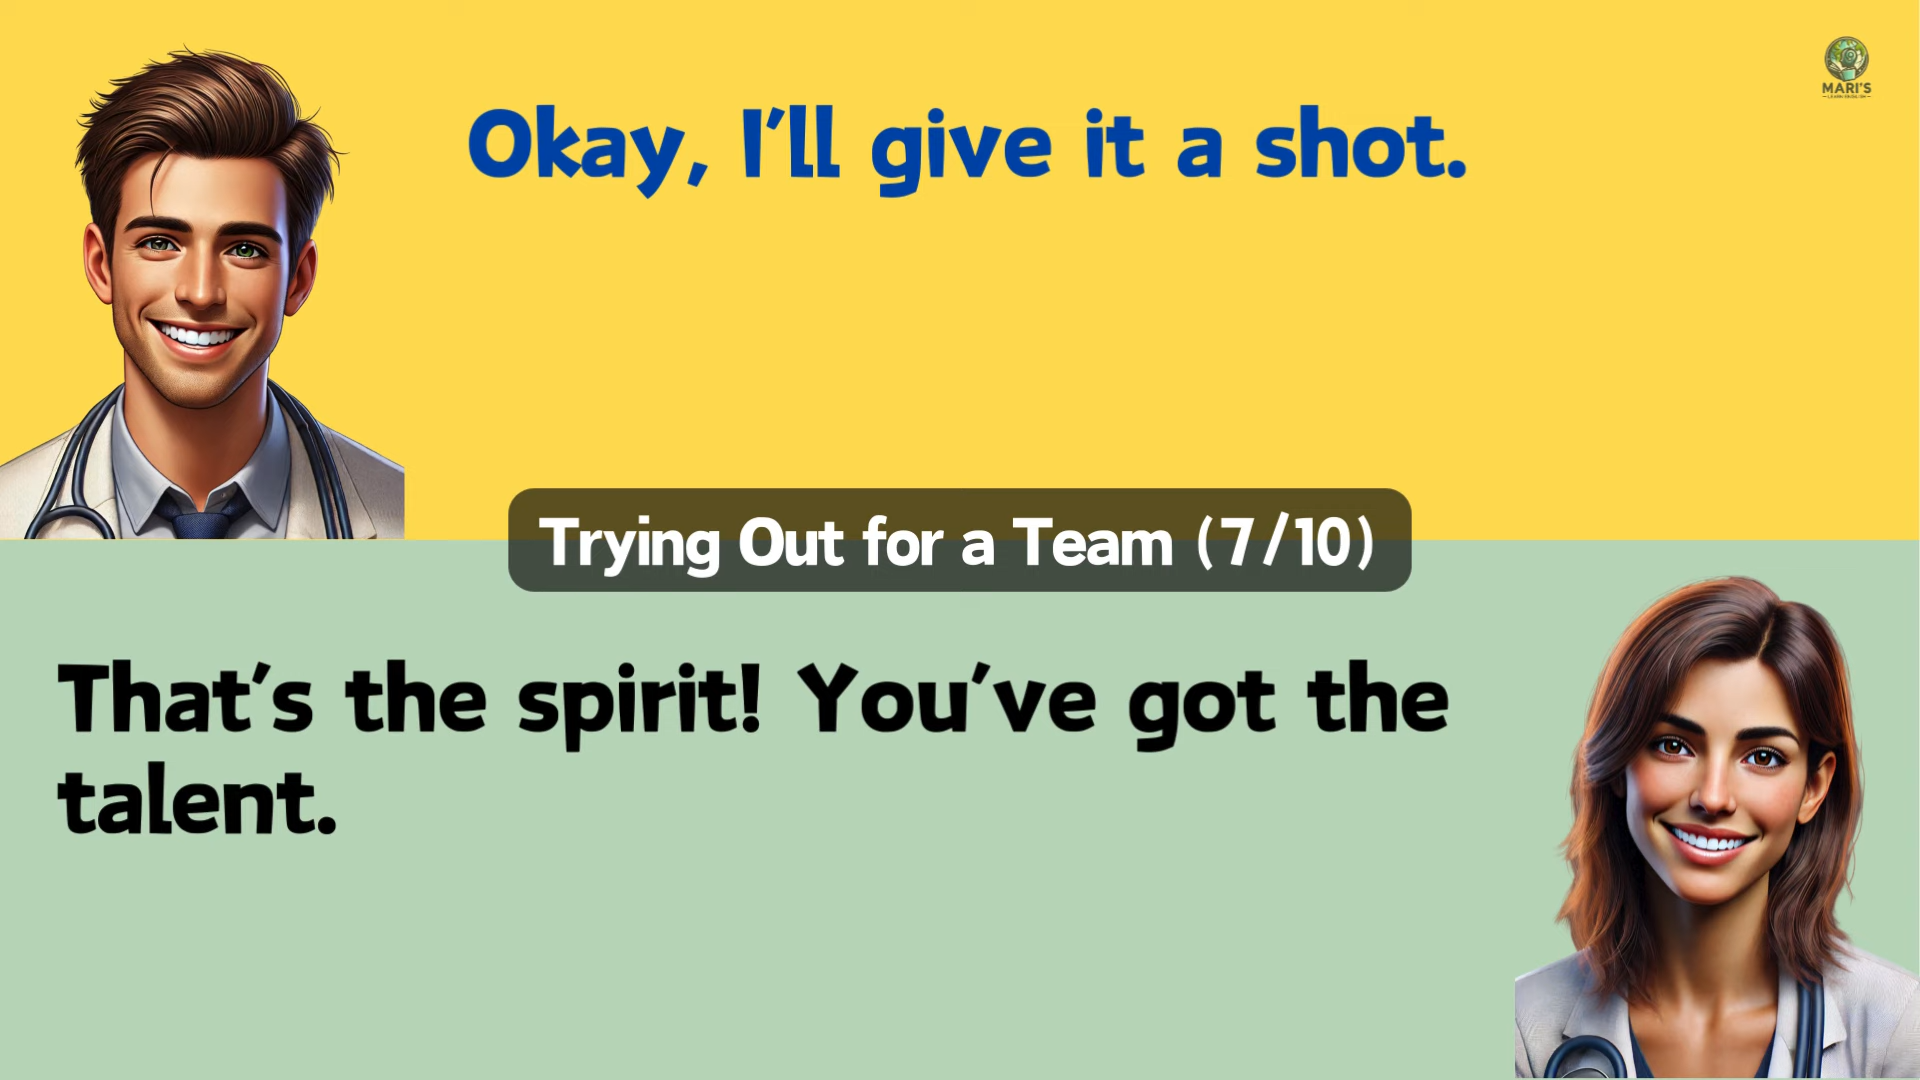 MARI'S
Okay, I'll give it a shot.
Trying Out for a Team (7/10)
That's the spirit! You've got the
talent.